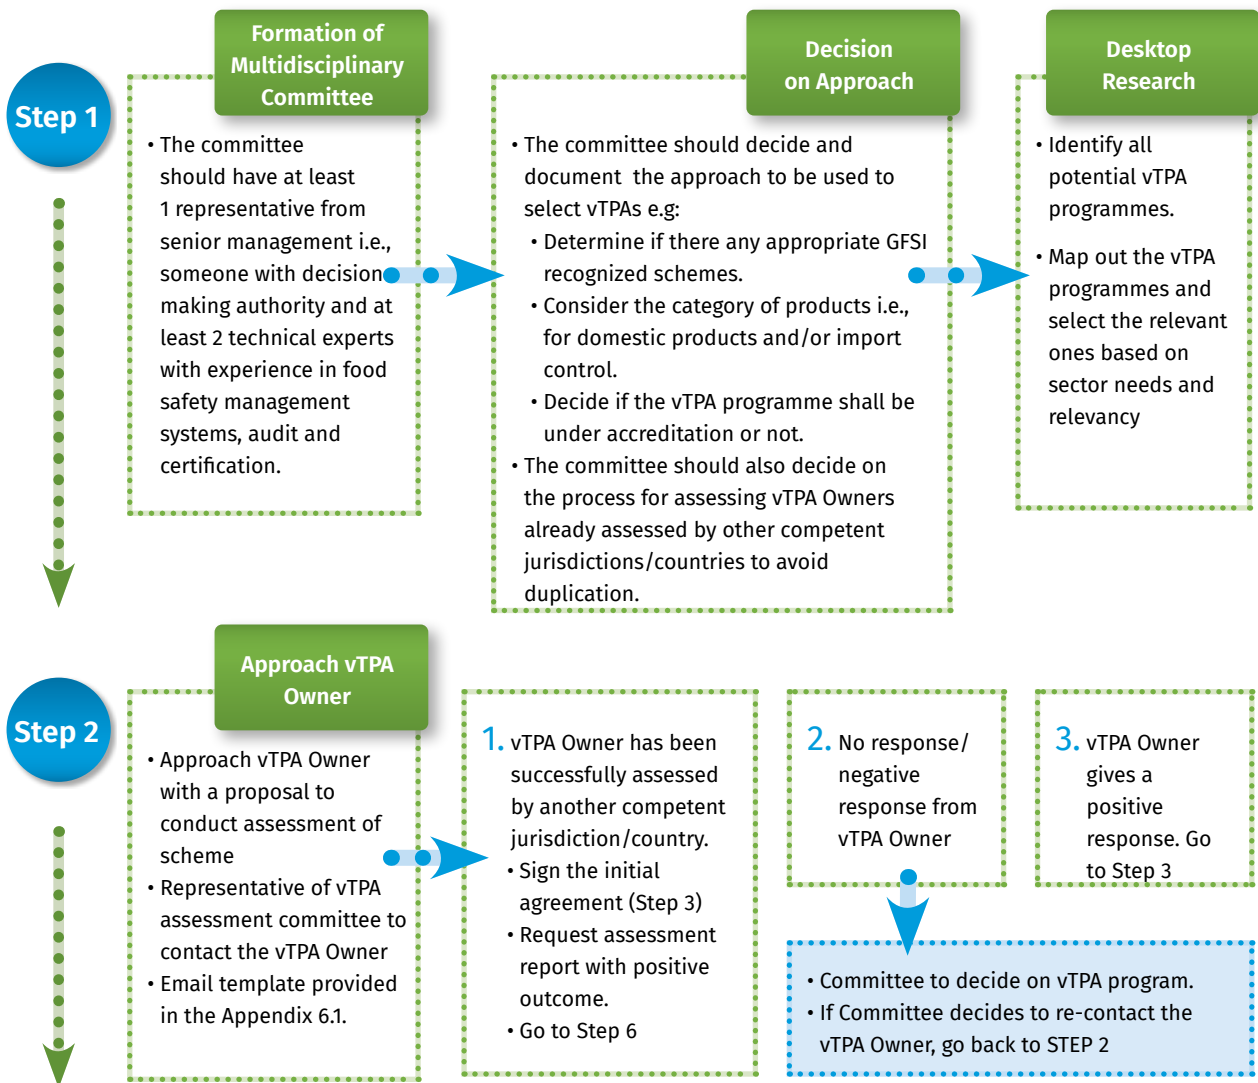 Step 1
Formation of
Multidisciplinary
Committee
• The committee
should have at least
1 representative from
senior management i.e.,
someone with decision
making authority and at
least 2 technical experts
with experience in food
safety management
systems, audit and
certification.
Decision
on Approach
• The committee should decide and
document  the approach to be used to
select vTPAs e.g:
• Determine if there any appropriate GFSI
recognized schemes.
• Consider the category of products i.e.,
for domestic products and/or import
control.
• Decide if the vTPA programme shall be
under accreditation or not.
• The committee should also decide on
the process for assessing vTPA Owners
already assessed by other competent
jurisdictions/countries to avoid
duplication.
Desktop
Research
• Identify all
potential vTPA
programmes.
• Map out the vTPA
programmes and
select the relevant
ones based on
sector needs and
relevancy
Step 2
Approach vTPA
Owner
• Approach vTPA Owner
with a proposal to
conduct assessment of
scheme
• Representative of vTPA
assessment committee to
contact the vTPA Owner
• Email template provided
in the Appendix 6.1.
1. vTPA Owner has been
successfully assessed
by another competent
jurisdiction/country.
• Sign the initial
agreement (Step 3)
• Request assessment
report with positive
outcome.
• Go to Step 6
2. No response/
negative
response from
vTPA Owner
3. vTPA Owner
gives a
positive
response. Go
to Step 3
• Committee to decide on vTPA program.
• If Committee decides to re-contact the
vTPA Owner, go back to STEP 2